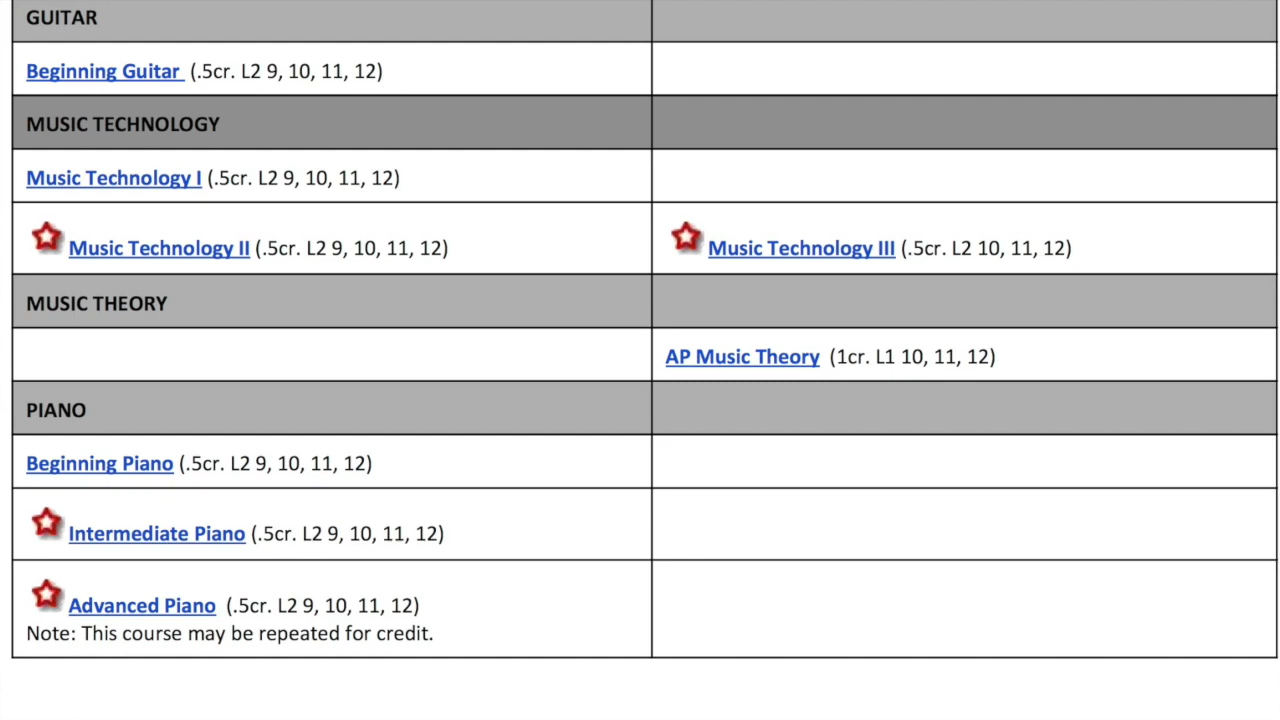 GUITAR
Beginning Guitar (.5cr. L2 9, 10, 11, 12)
MUSIC TECHNOLOGY
Music Technology I (.5cr. L2 9, 10, 11, 12)
Music Technology II (.5cr. L2 9, 10, 11, 12)
Music Technology III (.5cr. L2 10, 11, 12)
MUSIC THEORY
AP Music Theory (1cr. L1 10, 11, 12)
PIANO
Beginning Piano (.5cr. L2 9, 10, 11, 12)
Intermediate Piano (.5cr. L2 9, 10, 11, 12)
Advanced Piano (.5cr. L2 9, 10, 11, 12)
Note: This course may be repeated for credit.